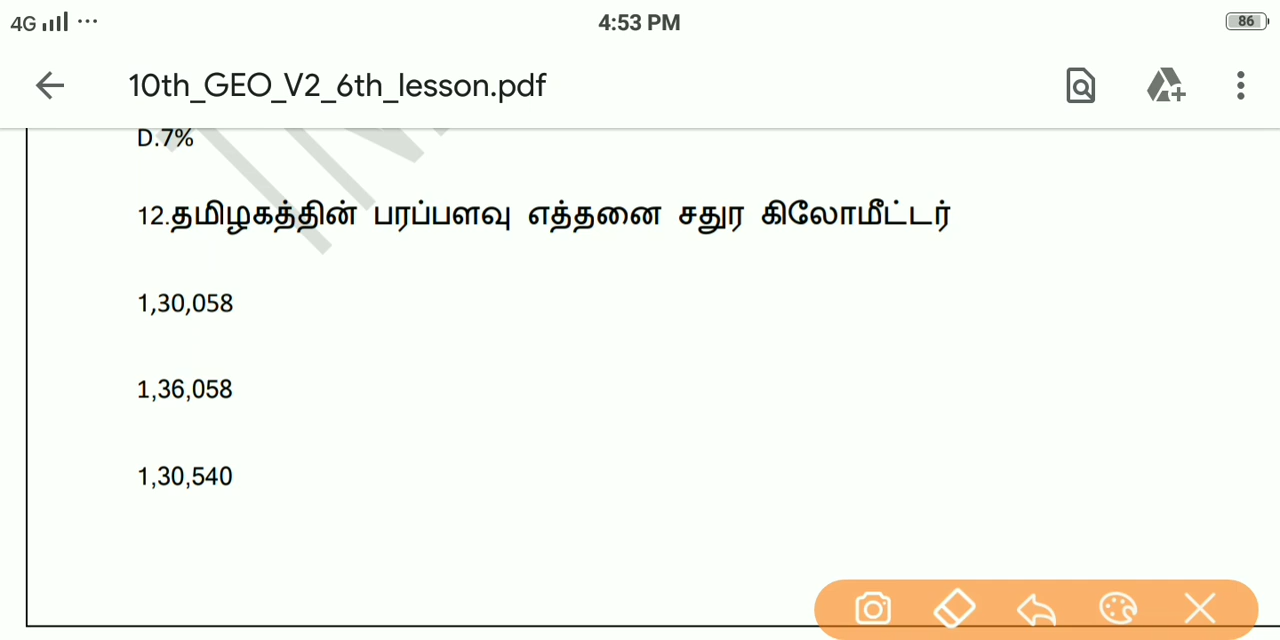 4G 4:53 PM 86
10th_GEO_V2_6th_lesson.pdf
D.7%
12.தமிழகத்தின் பரப்பளவு எத்தனை சதுர கிலோமீட்டர்
1,30,058
1,36,058
1,30,540